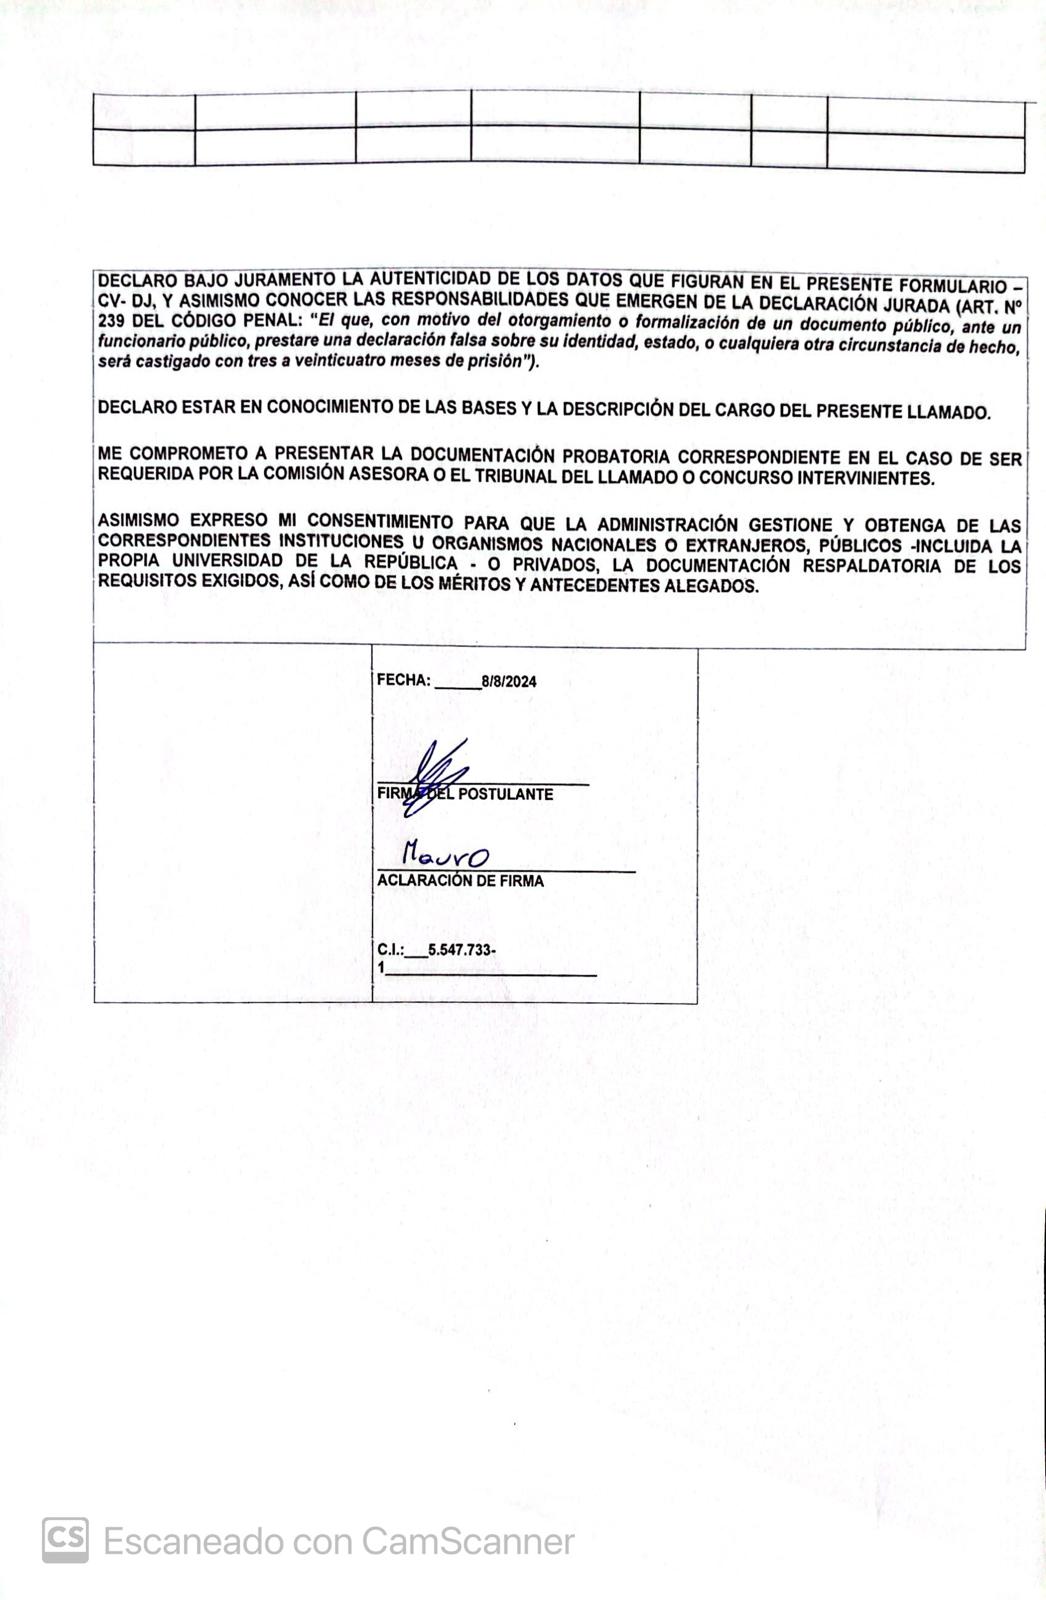 DECLARO BAJO JURAMENTO LA AUTENTICIDAD DE LOS DATOS QUE FIGURAN EN EL PRESENTE FORMULARIO –
CV- DJ, Y ASIMISMO CONOCER LAS RESPONSABILIDADES QUE EMERGEN DE LA DECLARACIÓN JURADA (ART. Nº
239 DEL CÓDIGO PENAL: "El que, con motivo del otorgamiento o formalización de un documento público, ante un
funcionario público, prestare una declaración falsa sobre su identidad, estado, o cualquiera otra circunstancia de hecho,
será castigado con tres a veinticuatro meses de prisión").
DECLARO ESTAR EN CONOCIMIENTO DE LAS BASES Y LA DESCRIPCIÓN DEL CARGO DEL PRESENTE LLAMADO.
ME COMPROMETO A PRESENTAR LA DOCUMENTACIÓN PROBATORIA CORRESPONDIENTE EN EL CASO DE SER
REQUERIDA POR LA COMISIÓN ASESORA O EL TRIBUNAL DEL LLAMADO O CONCURSO INTERVINIENTES.
ASIMISMO EXPRESO MI CONSENTIMIENTO PARA QUE LA ADMINISTRACIÓN GESTIONE Y OBTENGA DE LAS
CORRESPONDIENTES INSTITUCIONES U ORGANISMOS NACIONALES O EXTRANJEROS, PÚBLICOS -INCLUIDA LA
PROPIA UNIVERSIDAD DE LA REPÚBLICA - O PRIVADOS, LA DOCUMENTACIÓN RESPALDATORIA DE LOS
REQUISITOS EXIGIDOS, ASÍ COMO DE LOS MÉRITOS Y ANTECEDENTES ALEGADOS.
FECHA: _____8/8/2024
FIRMA DEL POSTULANTE
Mauro
ACLARACIÓN DE FIRMA
C.I.:___5.547.733-
1
CS Escaneado con CamScanner